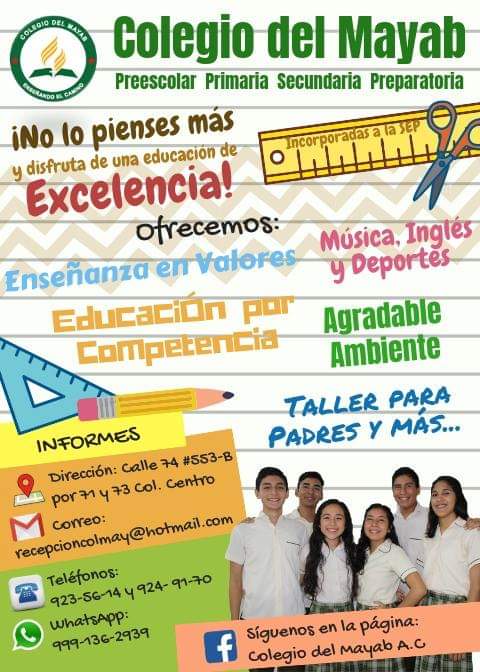 COLEGIO DEL MAYAB
ENSEÑANDO EL CAMINO
Colegio del Mayab
Preescolar Primaria Secundaria Preparatoria
¡No lo pienses más
y disfruta de una educación de
Excelencia!
Incorporadas a la SEP
Ofrecemos:
Enseñanza en Valores
Música, Inglés
y Deportes
EducaciÓn por
CoMpetencia
Agradable
Ambiente
Taller para
Padres y más...
INFORMES
Dirección: Calle 74 #553-B
por 71 y 73 Col. Centro
Correo:
recepcioncolmay@hotmail.com
Teléfonos:
923-56-14 y 924-91-70
WhatsApp:
999-136-2939
Síguenos en la página:
Colegio del Mayab A.C